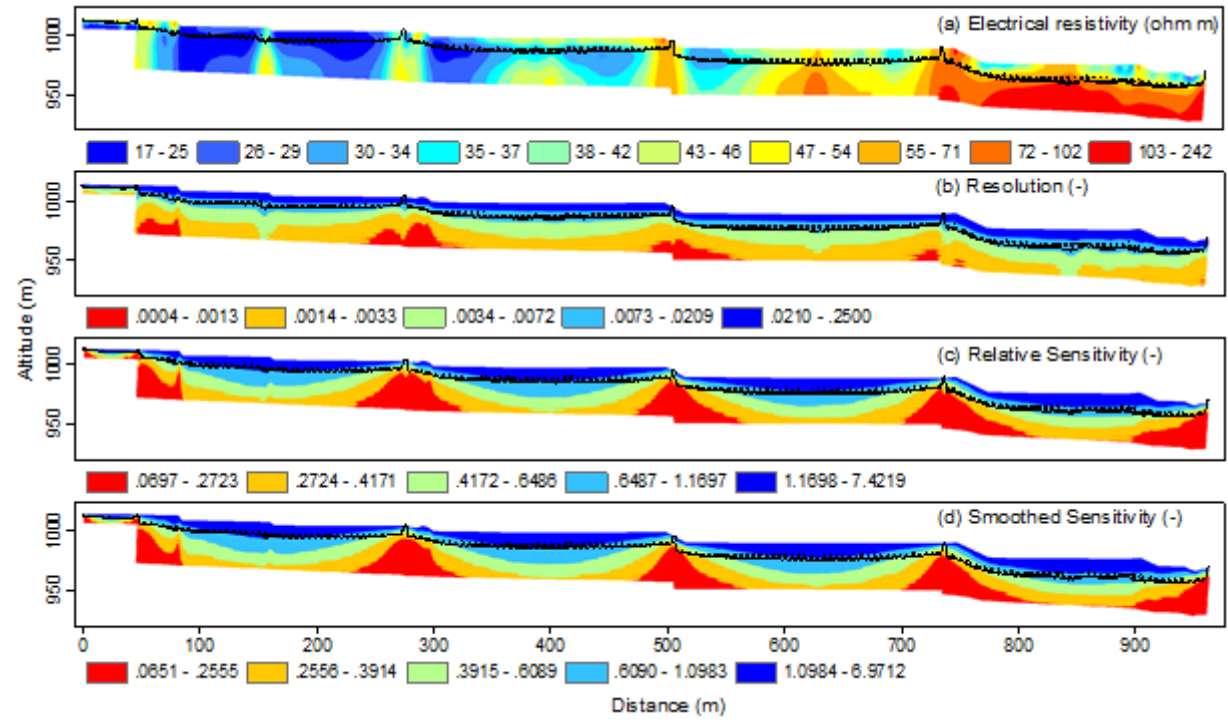 (a) Electrical resistivity (ohm m)
1000
950
17 - 25 26 - 29 30 - 34 35 - 37 38 - 42 43 - 46 47 - 54 55 - 71 72 - 102 103 - 242
(b) Resolution (-)
1000
950
.0004 - .0013 .0014 - .0033 .0034 - .0072 .0073 - .0209 .0210 - .2500
Altitude (m)
(c) Relative Sensitivity (-)
1000
950
.0697 - .2723 .2724 - .4171 .4172 - .6486 .6487 - 1.1697 1.1698 - 7.4219
(d) Smoothed Sensitivity (-)
1000
950
0 100 200 300 400 500 600 700 800 900
.0651 - .2555 .2556 - .3914 .3915 - .6089 .6090 - 1.0983 1.0984 - 6.9712
Distance (m)